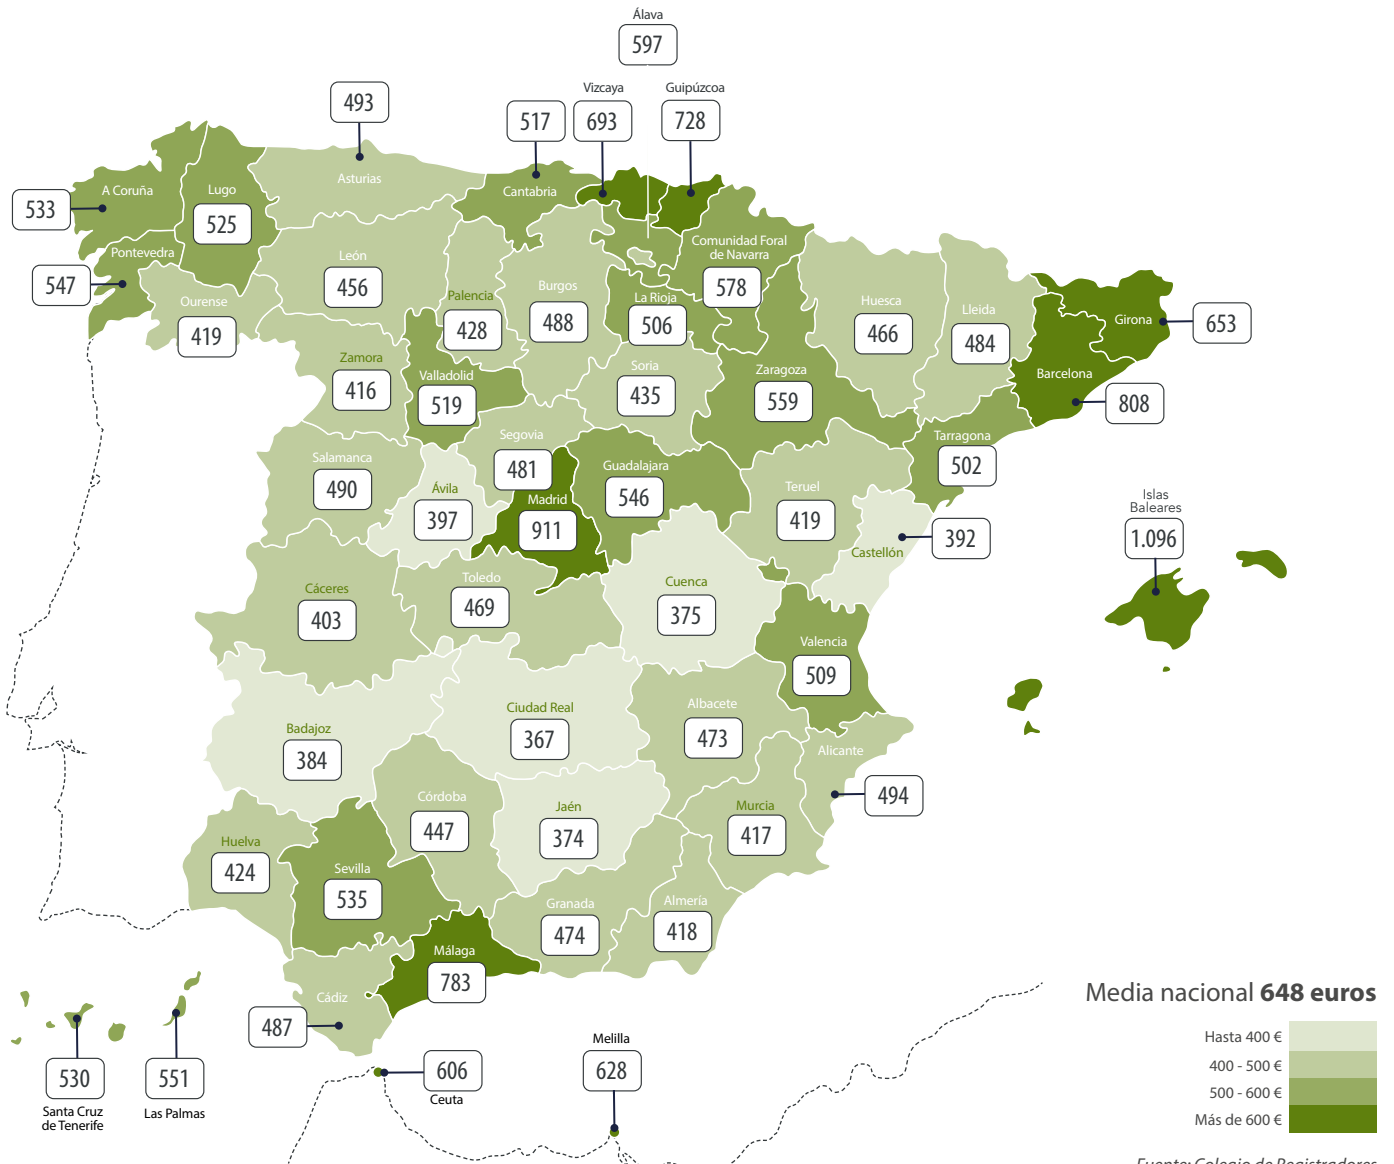 Álava
597
493
Vizcaya
Guipúzcoa
517
693
728
Asturias
A Coruña
Lugo
Cantabria
533
525
Pontevedra
Comunidad Foral
de Navarra
547
León
456
578
Ourense
419
Palencia
428
Burgos
488
La Rioja
506
Huesca
466
Lleida
484
Girona
653
Zamora
416
Valladolid
519
Soria
435
Zaragoza
559
Barcelona
808
Segovia
481
Tarragona
502
Salamanca
490
Ávila
397
Madrid
911
Guadalajara
546
Teruel
419
Islas
Baleares
1.096
Castellón
392
Cáceres
403
Toledo
469
Cuenca
375
Valencia
509
Badajoz
384
Ciudad Real
367
Albacete
473
Alicante
494
Córdoba
447
Jaén
374
Murcia
417
Huelva
424
Sevilla
535
Granada
474
Almería
418
Málaga
783
Cádiz
487
Media nacional 648 euros
Hasta 400 €
400 - 500 €
500 - 600 €
Más de 600 €
Melilla
628
606
Ceuta
530
Santa Cruz
de Tenerife
551
Las Palmas
Fuente: Colegio de Registradores